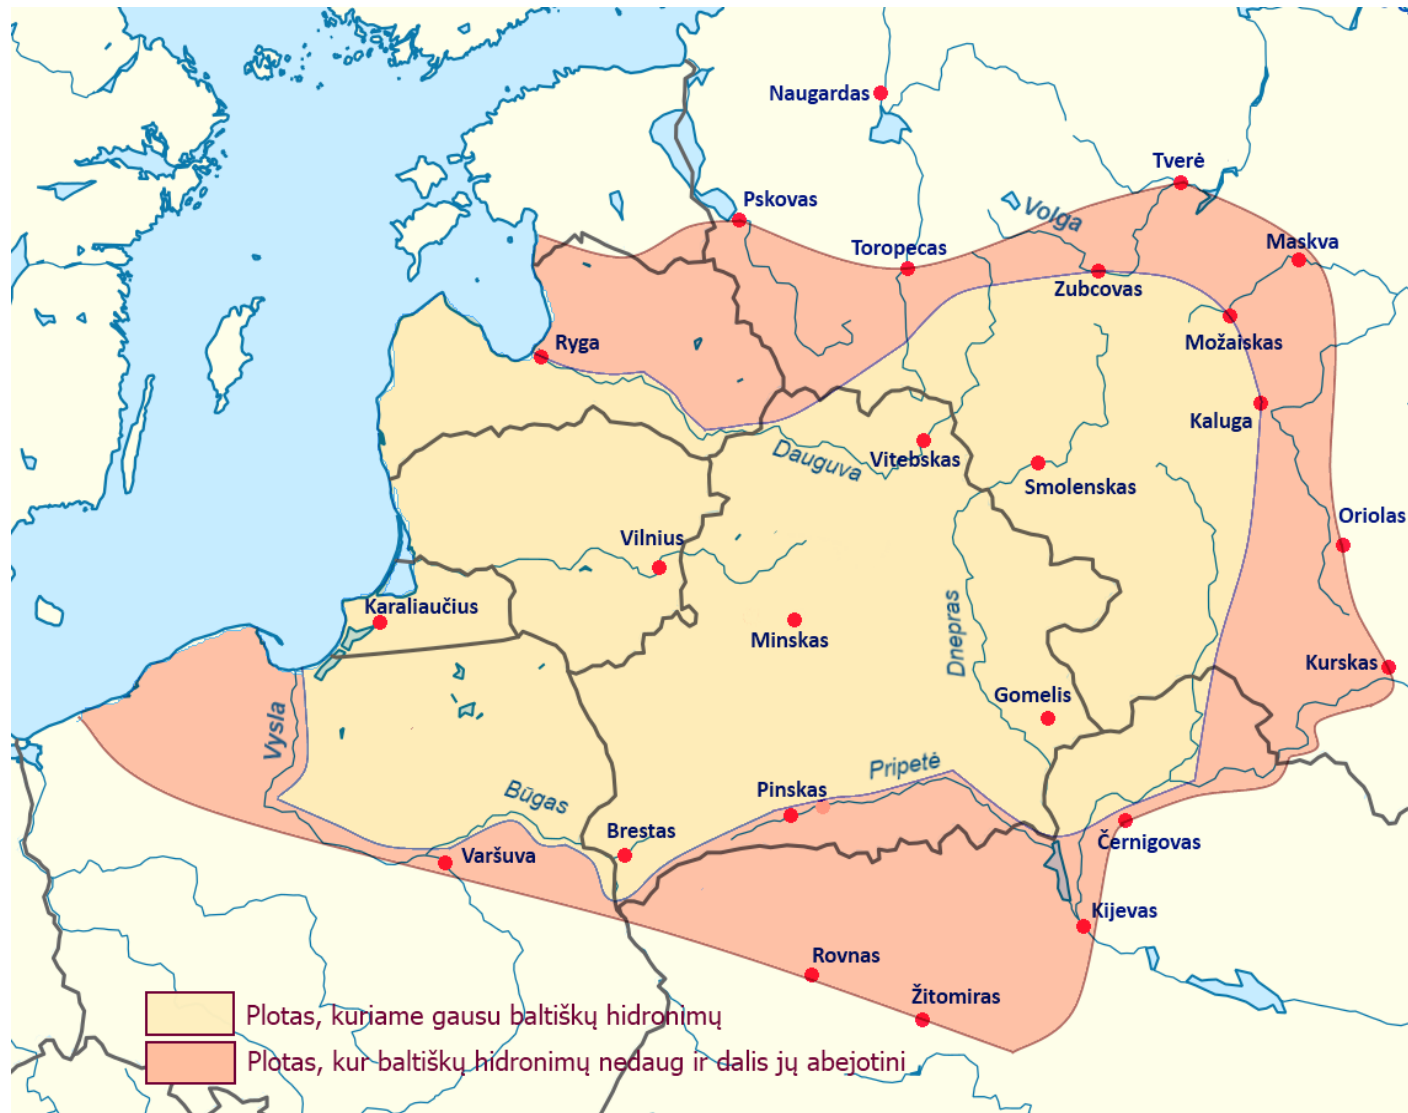 Naugardas
Tverė
Pskovas
Volga
Toropecas
Maskva
Zubcovas
Ryga
Možaiskas
Kaluga
Dauguva
Vitebskas
Smolenskas
Oriolas
Vilnius
Karaliaučius
Minskas
Dnepras
Kurskas
Gomelis
Vysla
Pripetė
Būgas
Pinskas
Brestas
Černigovas
Varšuva
Kijevas
Rovnas
Žitomiras
Plotas, kuriame gausu baltiškų hidronimų
Plotas, kur baltiškų hidronimų nedaug ir dalis jų abejotini